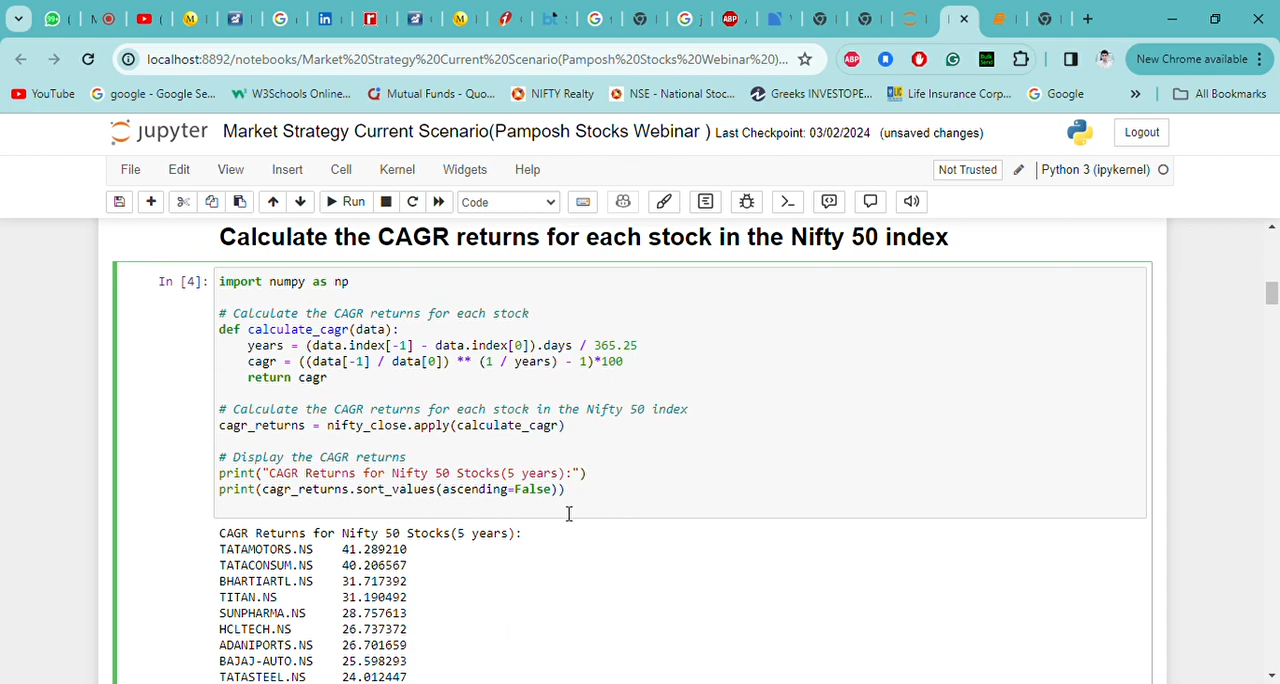 localhost:8892/notebooks/Market%20Strategy%20Current%20Scenario(Pamposh%20Stocks%20Webinar%20)...
New Chrome available
YouTube
google - Google Se...
W3Schools Online...
Mutual Funds - Quo...
NIFTY Realty
NSE - National Stoc...
Greeks INVESTOPE...
Life Insurance Corp...
Google
All Bookmarks
jupyter Market Strategy Current Scenario(Pamposh Stocks Webinar ) Last Checkpoint: 03/02/2024 (unsaved changes)
Logout
File Edit View Insert Cell Kernel Widgets Help
Not Trusted
Python 3 (ipykernel)
Run
Code
Calculate the CAGR returns for each stock in the Nifty 50 index
In [4]: import numpy as np
# Calculate the CAGR returns for each stock
def calculate_cagr(data):
years = (data.index[-1] - data.index[0]).days / 365.25
cagr = ((data[-1] / data[0]) ** (1 / years) - 1)*100
return cagr
# Calculate the CAGR returns for each stock in the Nifty 50 index
cagr_returns = nifty_close.apply(calculate_cagr)
# Display the CAGR returns
print("CAGR Returns for Nifty 50 Stocks(5 years):")
print(cagr_returns.sort_values(ascending=False))
CAGR Returns for Nifty 50 Stocks(5 years):
TATAMOTORS.NS 41.289210
TATACONSUM.NS 40.206567
BHARTIARTL.NS 31.717392
TITAN.NS 31.190492
SUNPHARMA.NS 28.757613
HCLTECH.NS 26.737372
ADANIPORTS.NS 26.701659
BAJAJ-AUTO.NS 25.598293
TATASTEEL.NS 24.012447